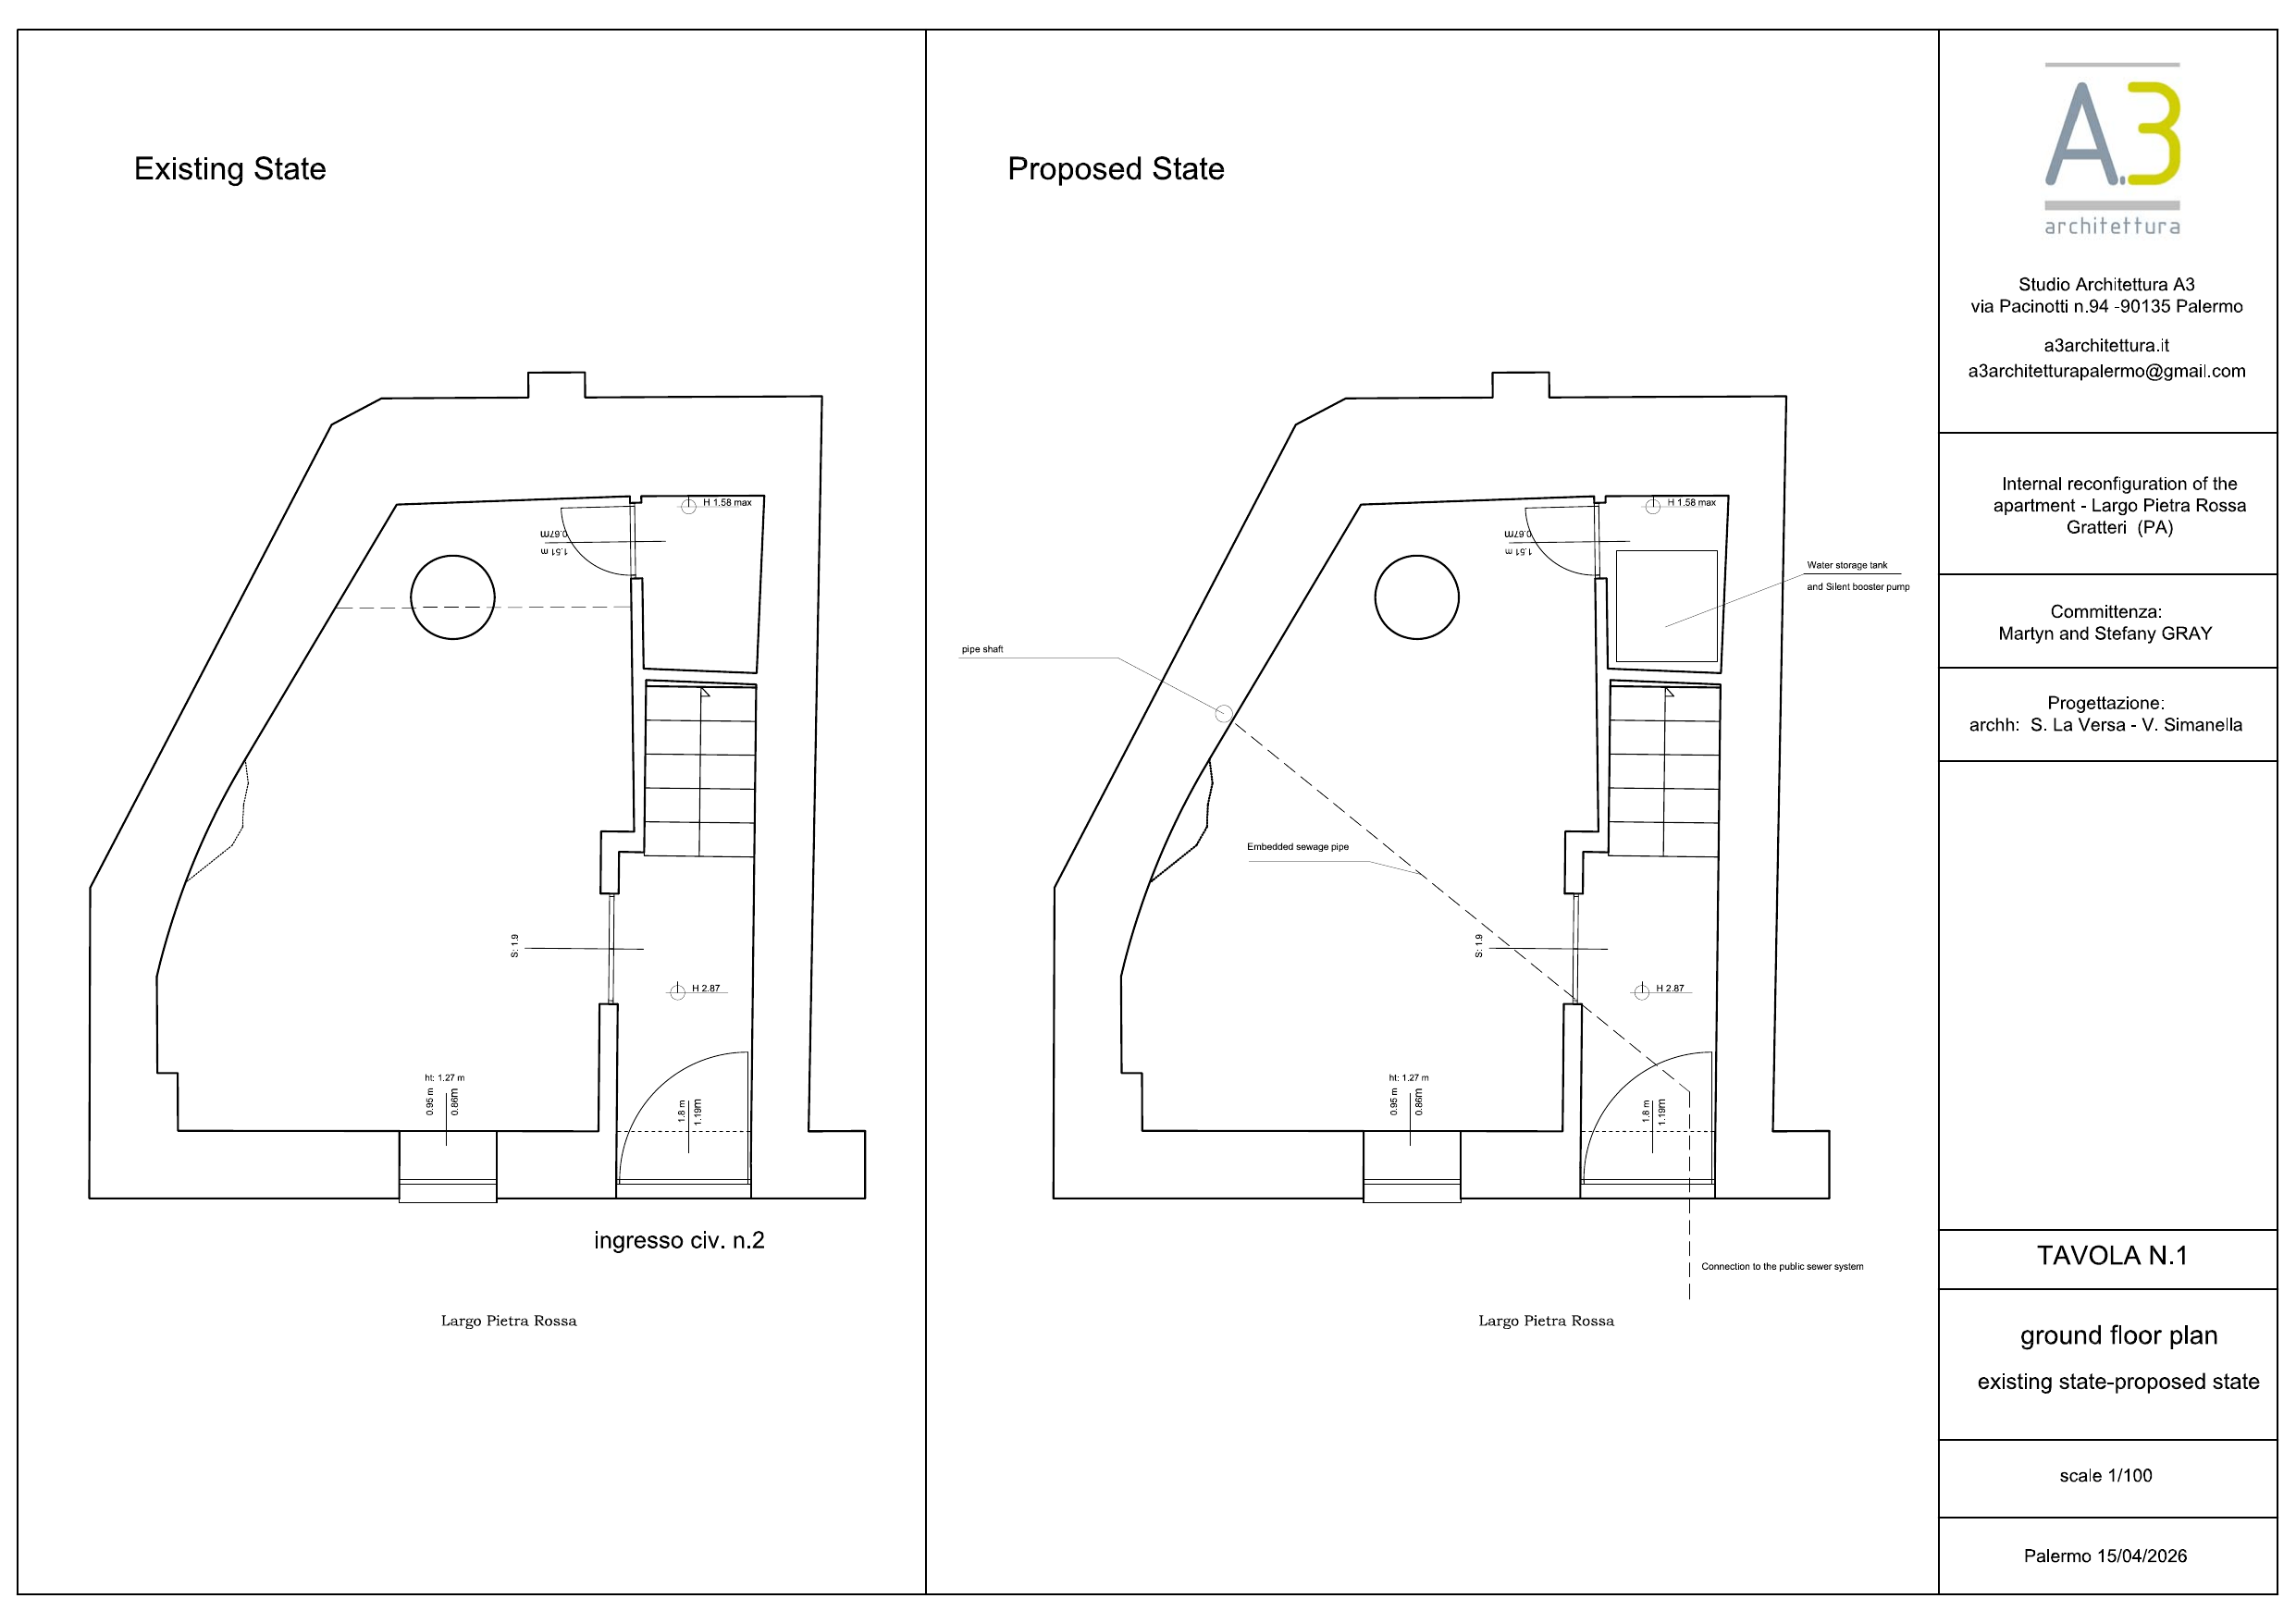 Existing State
H 1.58 max
0.67m
1.51 m
S: 1.9
H 2.87
ht: 1.27 m
0.95 m
0.86m
1.8 m
1.19m
ingresso civ. n.2
Largo Pietra Rossa
Proposed State
H 1.58 max
0.67m
1.51 m
Water storage tank
and Silent booster pump
pipe shaft
Embedded sewage pipe
S: 1.9
H 2.87
ht: 1.27 m
0.95 m
0.86m
1.8 m
1.19m
Connection to the public sewer system
Largo Pietra Rossa
A.3
architettura
Studio Architettura A3
via Pacinotti n.94 -90135 Palermo
a3architettura.it
a3architetturapalermo@gmail.com
Internal reconfiguration of the
apartment - Largo Pietra Rossa
Gratteri (PA)
Committenza:
Martyn and Stefany GRAY
Progettazione:
archh: S. La Versa - V. Simanella
TAVOLA N.1
ground floor plan
existing state-proposed state
scale 1/100
Palermo 15/04/2026